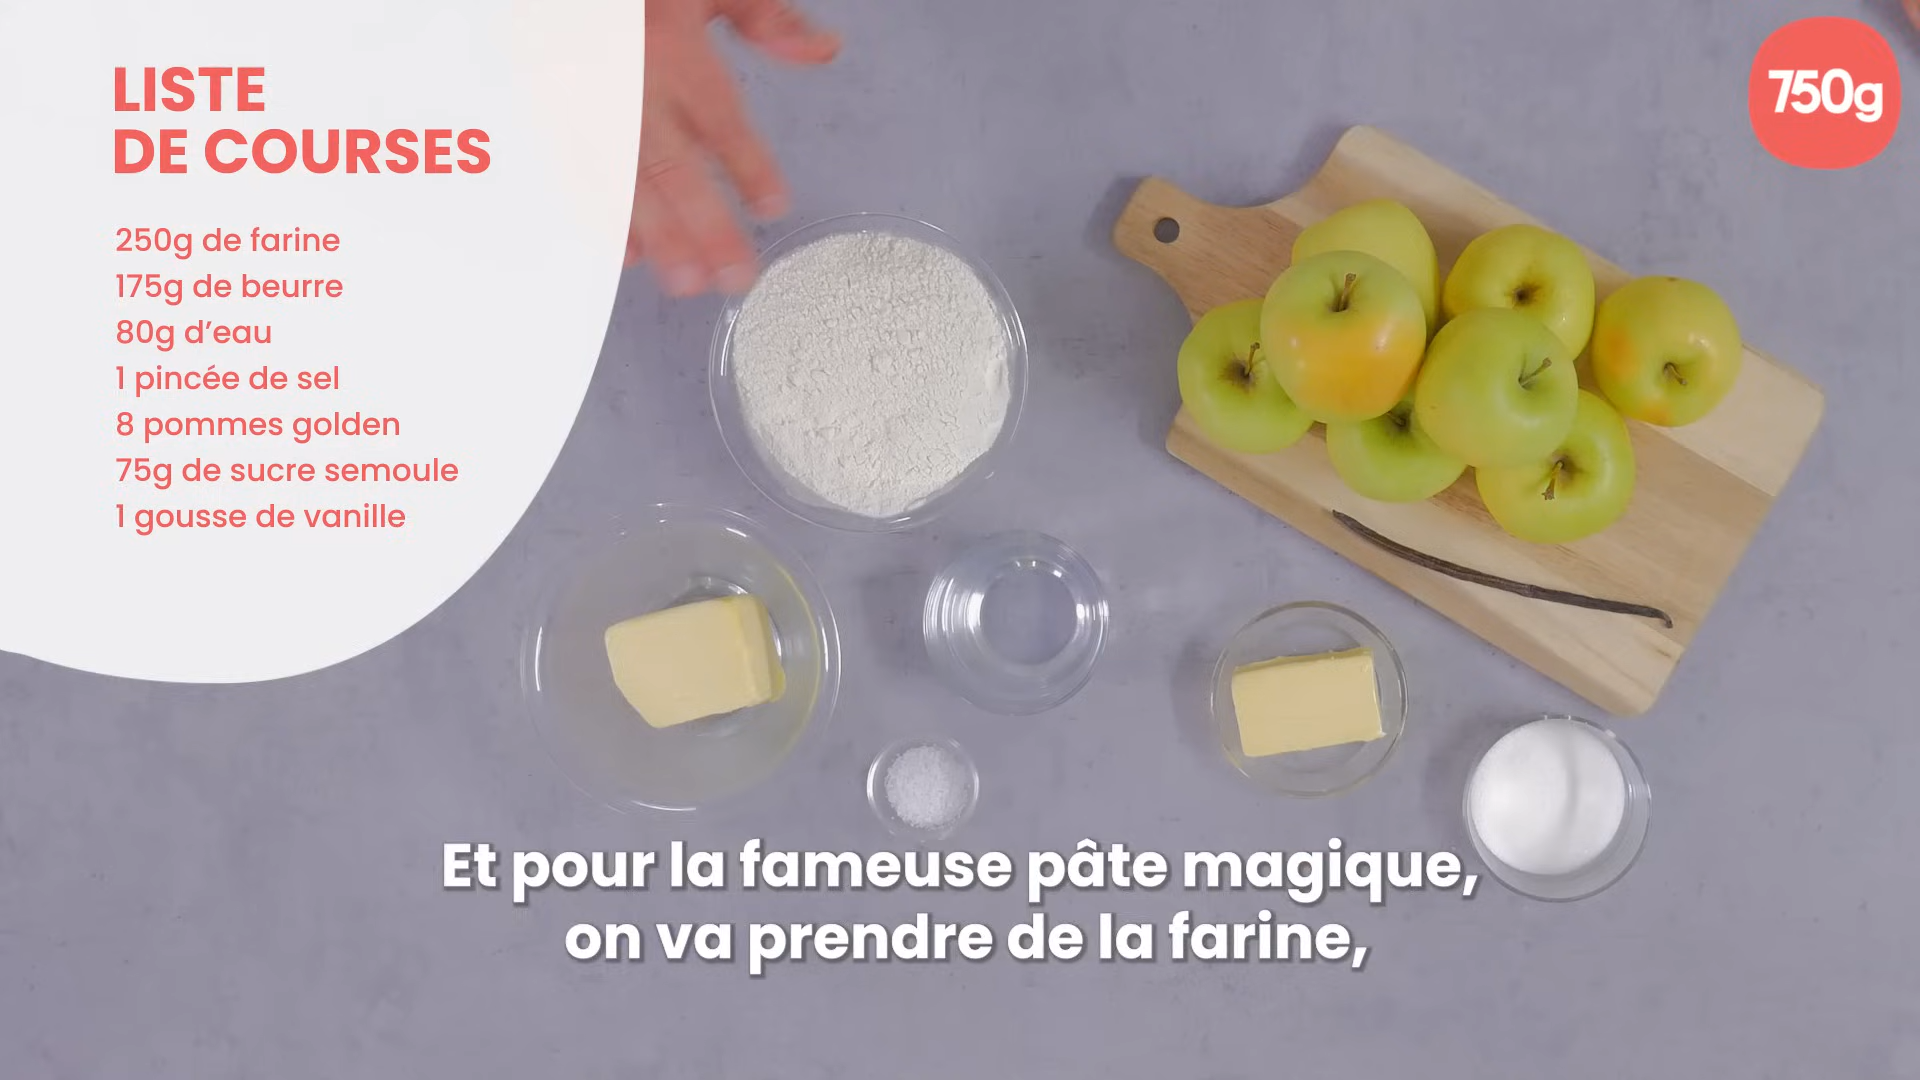 LISTE
DE COURSES
250g de farine
175g de beurre
80g d’eau
1 pincée de sel
8 pommes golden
75g de sucre semoule
1 gousse de vanille
750g
Et pour la fameuse pâte magique,
on va prendre de la farine,